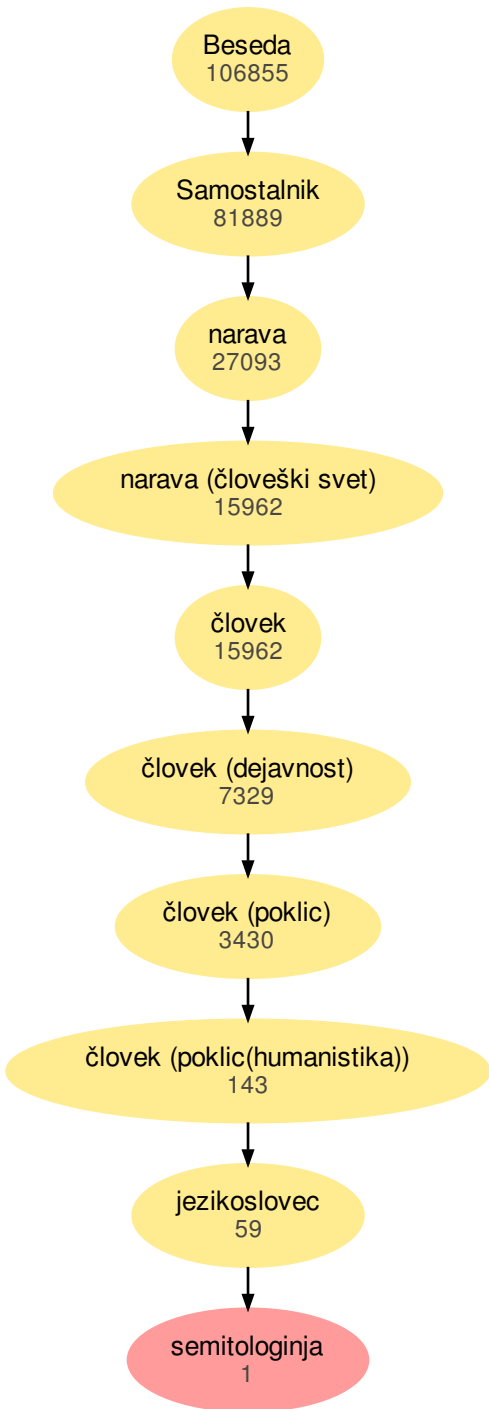 Beseda
106855
Samostalnik
81889
narava
27093
narava (človeški svet)
15962
človek
15962
človek (dejavnost)
7329
človek (poklic)
3430
človek (poklic(humanistika))
143
jezikoslovec
59
semitologinja
1